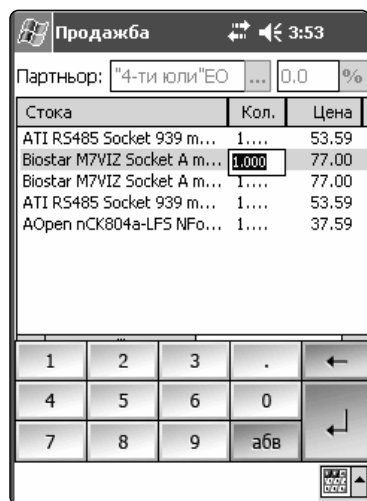 Продажба 3:53
Партньор: "4-ти юли"ЕО ... 0.0 %
Стока Кол. Цена
ATI RS485 Socket 939 m... 1.... 53.59
Biostar M7VIZ Socket A m... 1.000 77.00
Biostar M7VIZ Socket A m... 1.... 77.00
ATI RS485 Socket 939 m... 1.... 53.59
AOpen nCK804a-LFS NFo... 1.... 37.59
1 2 3 . ←
4 5 6 0 ↵
7 8 9 абв